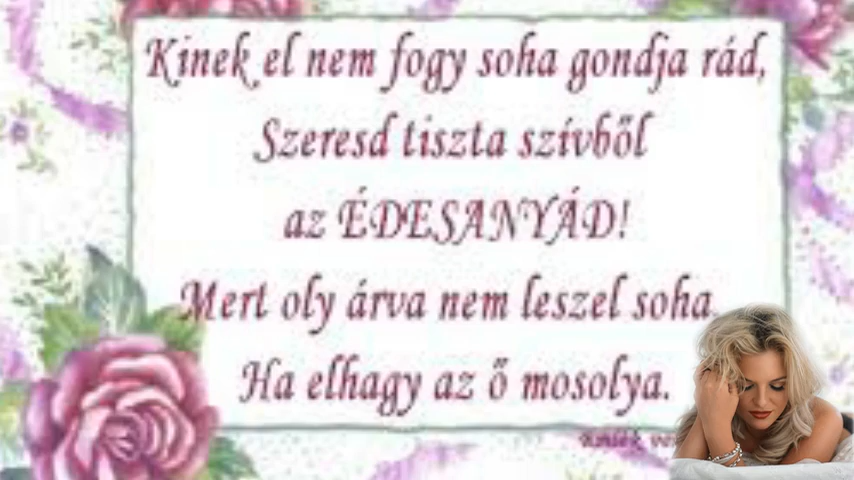 Kinek el nem fogy soha gondja rád,
Szeresd tiszta szívből
az ÉDESANYÁD!
Mert oly árva nem leszel soha
Ha elhagy az ő mosolya.